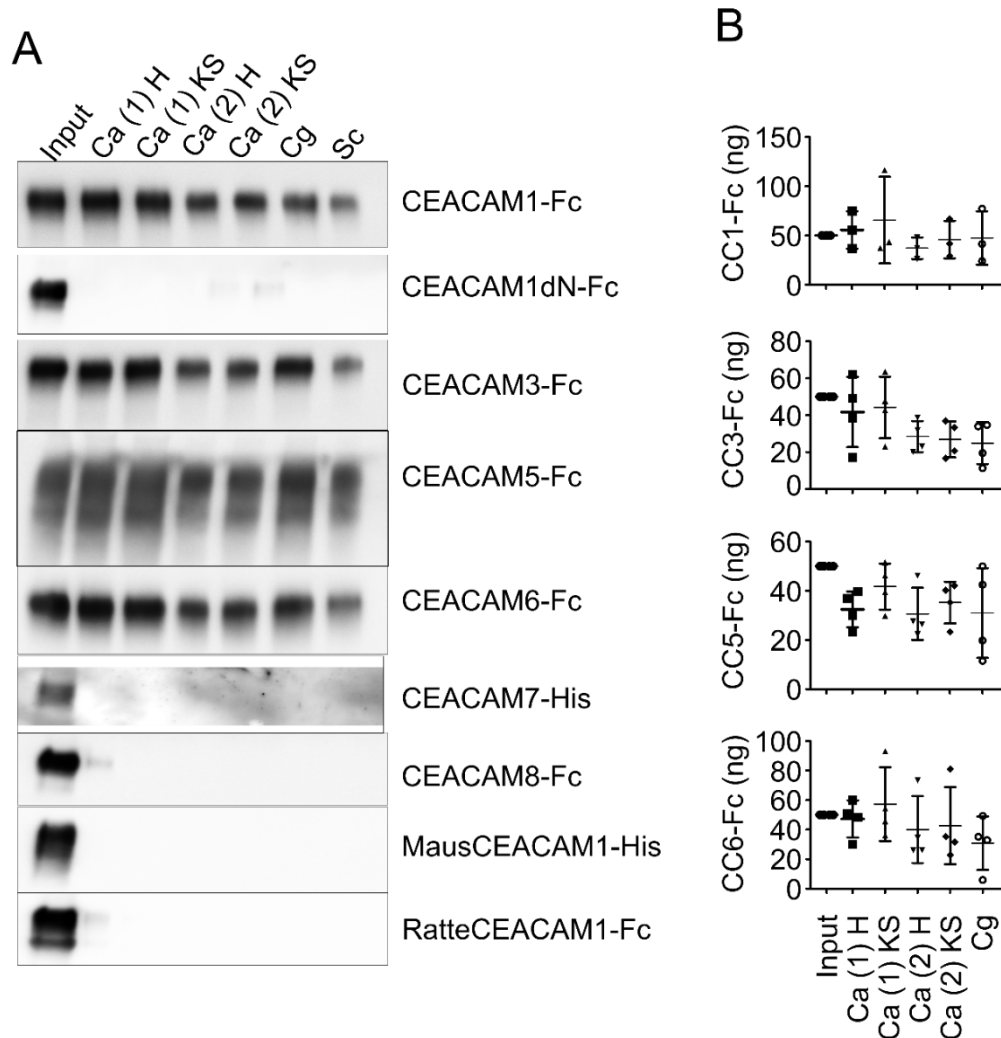 A
Input
Ca (1) H
Ca (1) KS
Ca (2) H
Ca (2) KS
Cg
Sc
CEACAM1-Fc
CEACAM1dN-Fc
CEACAM3-Fc
CEACAM5-Fc
CEACAM6-Fc
CEACAM7-His
CEACAM8-Fc
MausCEACAM1-His
RatteCEACAM1-Fc
B
CC1-Fc (ng)
150
100
50
0
CC3-Fc (ng)
80
60
40
20
0
CC5-Fc (ng)
60
40
20
0
CC6-Fc (ng)
100
80
60
40
20
0
Input
Ca (1) H
Ca (1) KS
Ca (2) H
Ca (2) KS
Cg